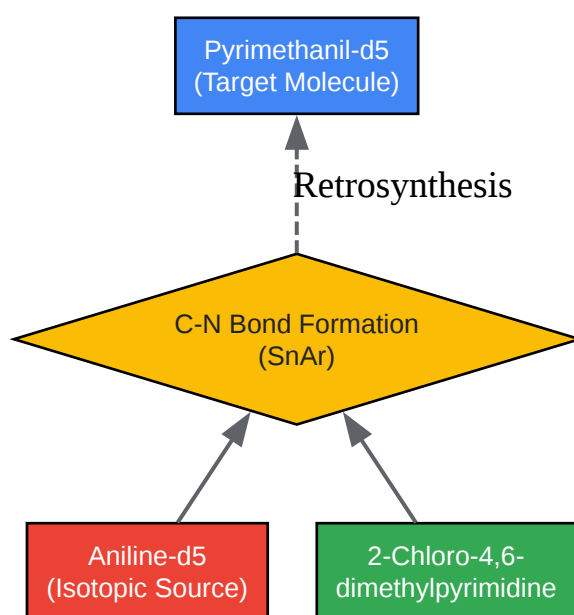 Pyrimethanil-d5
(Target Molecule)
Retrosynthesis
C-N Bond Formation
(SnAr)
Aniline-d5
(Isotopic Source)
2-Chloro-4,6-
dimethylpyrimidine